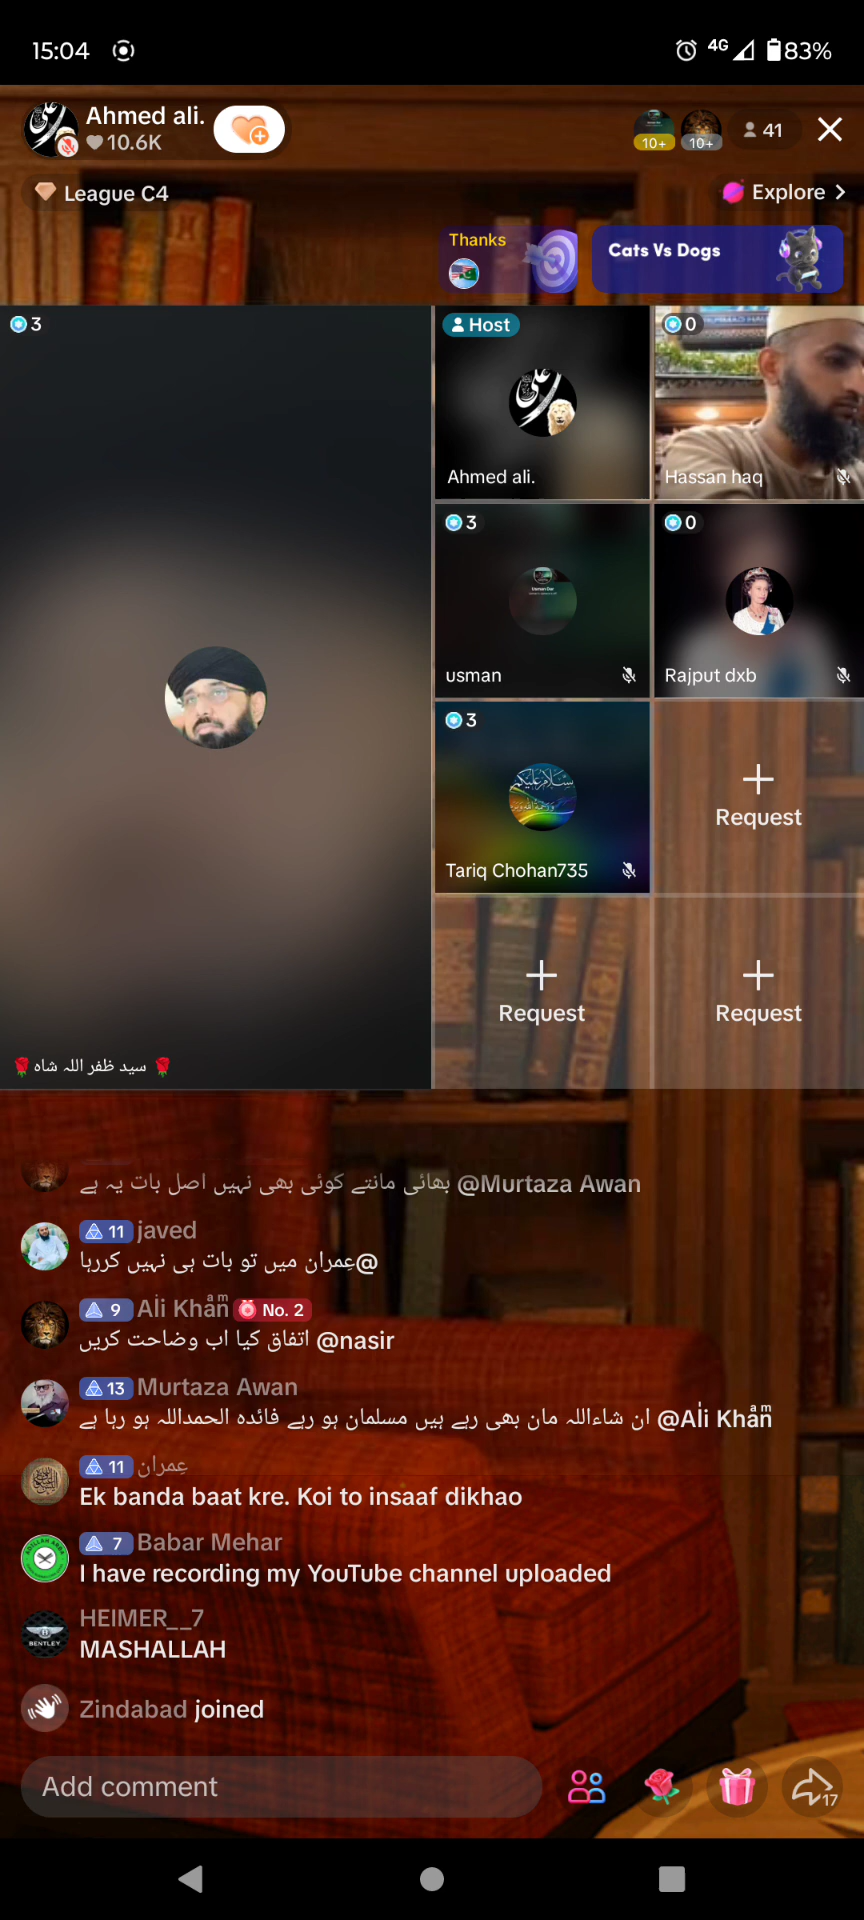 15:04
4G 83%
Ahmed ali.
10.6K
10+
10+
41
League C4
Explore
Thanks
Cats Vs Dogs
3
Host
Ahmed ali.
0
Hassan haq
3
usman
0
Rajput dxb
3
Tariq Chohan735
Request
Request
Request
🌹سید ظفر اللہ شاہ 🌹
بھائی مانتے کوئی بھی نہیں اصل بات یہ ہے @Murtaza Awan
11 javed
@عِمران میں تو بات ہی نہیں کررہا
9 Ali Khan No. 2
اتفاق کیا اب وضاحت کریں @nasir
13 Murtaza Awan
ان شاءاللہ مان بھی رہے ہیں مسلمان ہو رہے فائدہ الحمداللہ ہو رہا ہے @Ali Khan
11 عِمران
Ek banda baat kre. Koi to insaaf dikhao
7 Babar Mehar
I have recording my YouTube channel uploaded
HEIMER__7
MASHALLAH
BENTLEY
Zindabad joined
Add comment
17